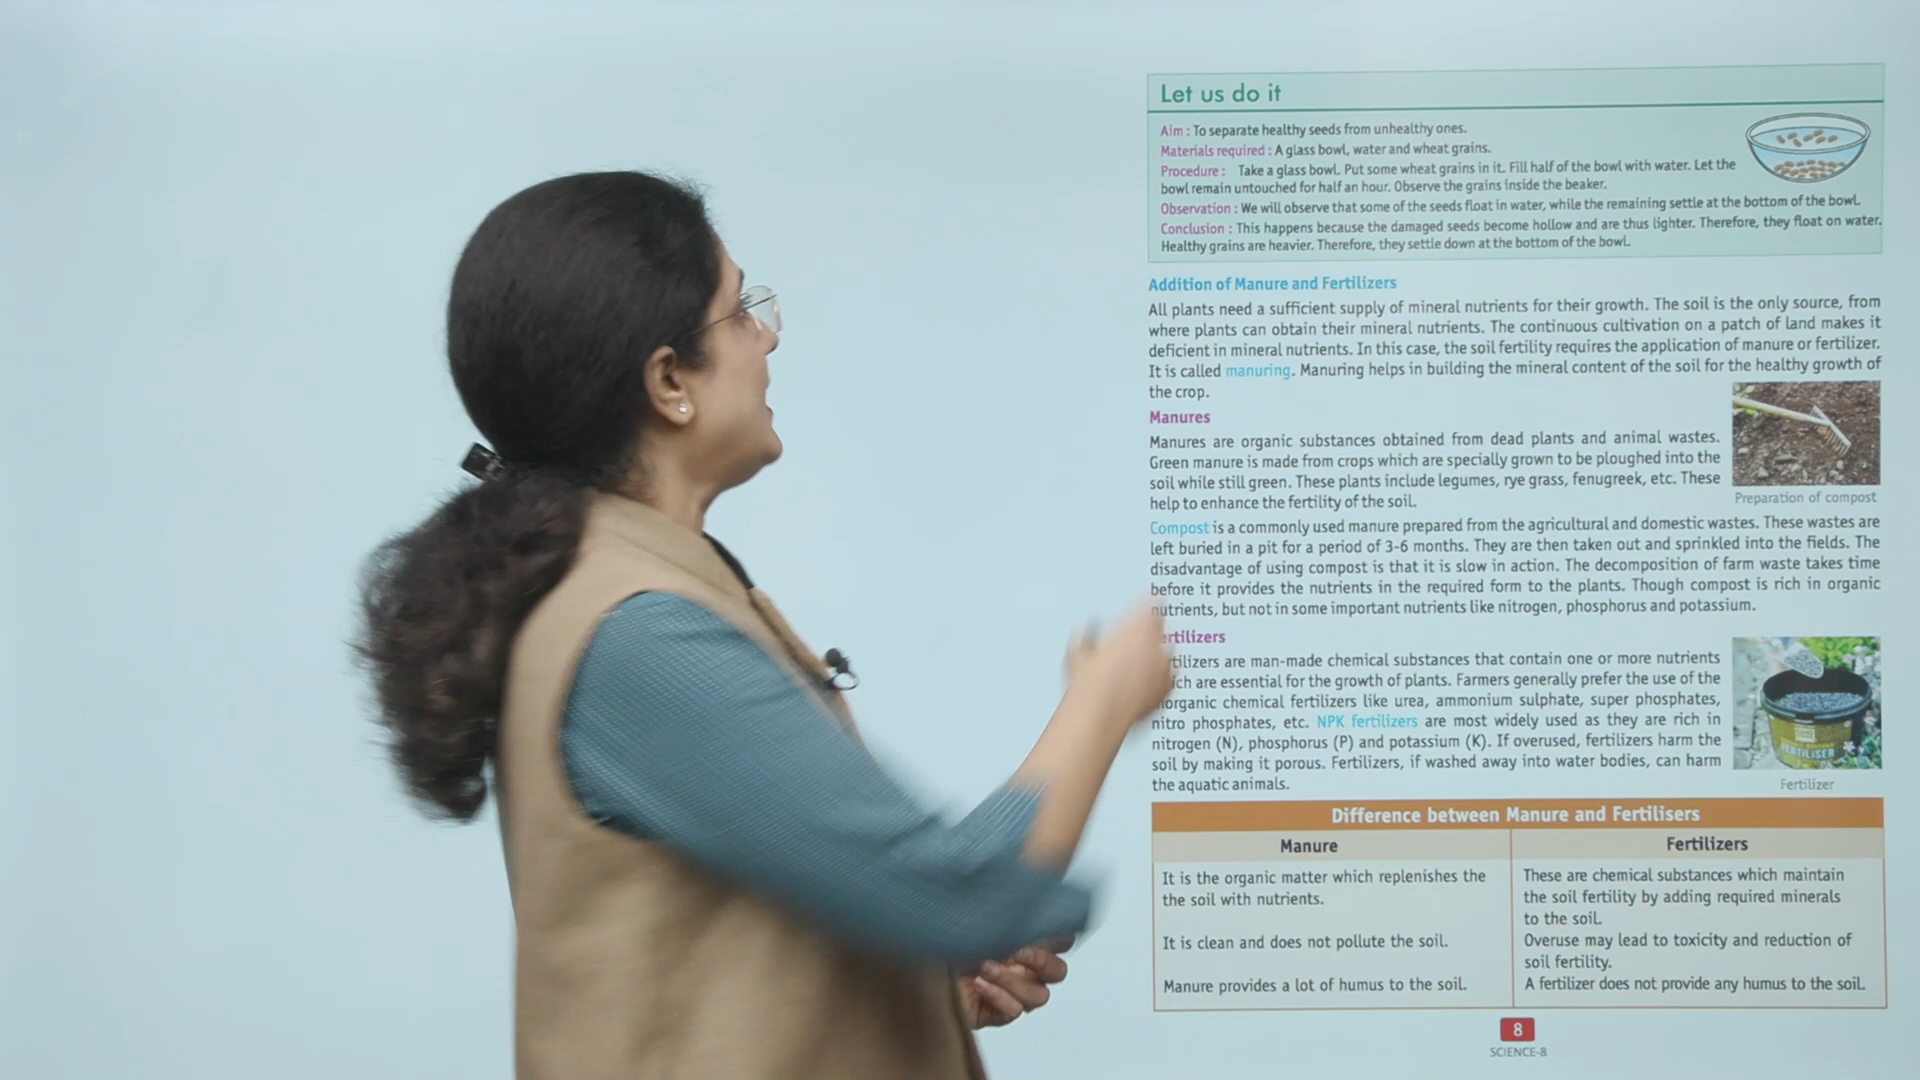 Let us do it
Aim : To separate healthy seeds from unhealthy ones.
Materials required : A glass bowl, water and wheat grains.
Procedure : Take a glass bowl. Put some wheat grains in it. Fill half of the bowl with water. Let the
bowl remain untouched for half an hour. Observe the grains inside the beaker.
Observation : We will observe that some of the seeds float in water, while the remaining settle at the bottom of the bowl.
Conclusion : This happens because the damaged seeds become hollow and are thus lighter. Therefore, they float on water.
Healthy grains are heavier. Therefore, they settle down at the bottom of the bowl.
Addition of Manure and Fertilizers
All plants need a sufficient supply of mineral nutrients for their growth. The soil is the only source, from
where plants can obtain their mineral nutrients. The continuous cultivation on a patch of land makes it
deficient in mineral nutrients. In this case, the soil fertility requires the application of manure or fertilizer.
It is called manuring. Manuring helps in building the mineral content of the soil for the healthy growth of
the crop.
Manures
Manures are organic substances obtained from dead plants and animal wastes.
Green manure is made from crops which are specially grown to be ploughed into the
soil while still green. These plants include legumes, rye grass, fenugreek, etc. These
help to enhance the fertility of the soil.
Preparation of compost
Compost is a commonly used manure prepared from the agricultural and domestic wastes. These wastes are
left buried in a pit for a period of 3-6 months. They are then taken out and sprinkled into the fields. The
disadvantage of using compost is that it is slow in action. The decomposition of farm waste takes time
before it provides the nutrients in the required form to the plants. Though compost is rich in organic
nutrients, but not in some important nutrients like nitrogen, phosphorus and potassium.
ertilizers
tilizers are man-made chemical substances that contain one or more nutrients
ich are essential for the growth of plants. Farmers generally prefer the use of the
organic chemical fertilizers like urea, ammonium sulphate, super phosphates,
nitro phosphates, etc. NPK fertilizers are most widely used as they are rich in
nitrogen (N), phosphorus (P) and potassium (K). If overused, fertilizers harm the
soil by making it porous. Fertilizers, if washed away into water bodies, can harm
the aquatic animals.
FERTILISER
Fertilizer
Difference between Manure and Fertilisers
Manure
It is the organic matter which replenishes the
the soil with nutrients.
It is clean and does not pollute the soil.
Manure provides a lot of humus to the soil.
Fertilizers
These are chemical substances which maintain
the soil fertility by adding required minerals
to the soil.
Overuse may lead to toxicity and reduction of
soil fertility.
A fertilizer does not provide any humus to the soil.
8
SCIENCE-8